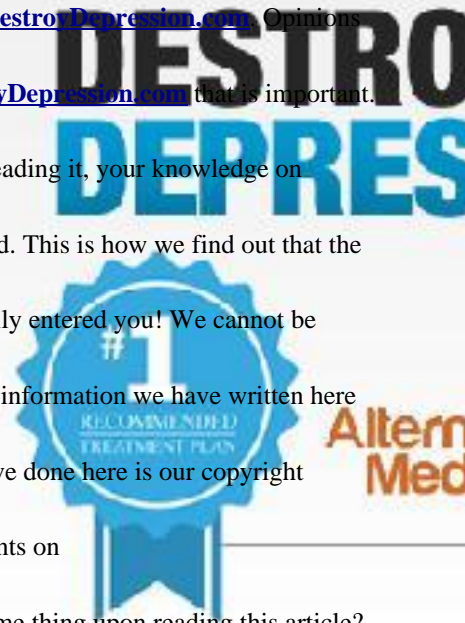 estroyDepression.com. Opinions
DESTRO
yDepression.com that is important.
eading it, your knowledge on
DEPRES
d. This is how we find out that the
lly entered you! We cannot be
#1
information we have written here
RECOMMENDED
TREATMENT PLAN
Altern
Med
ve done here is our copyright
nts on
me thing upon reading this article?